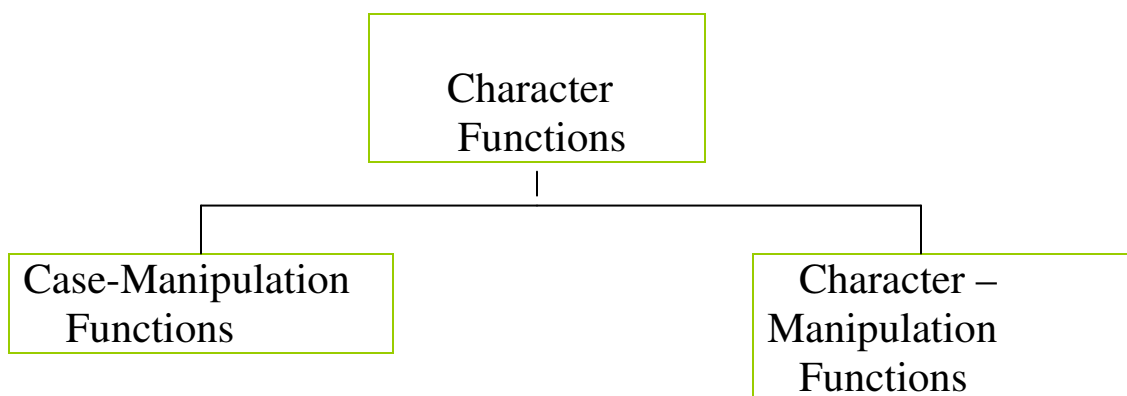 Character
Functions
Case-Manipulation
Functions
Character –
Manipulation
Functions